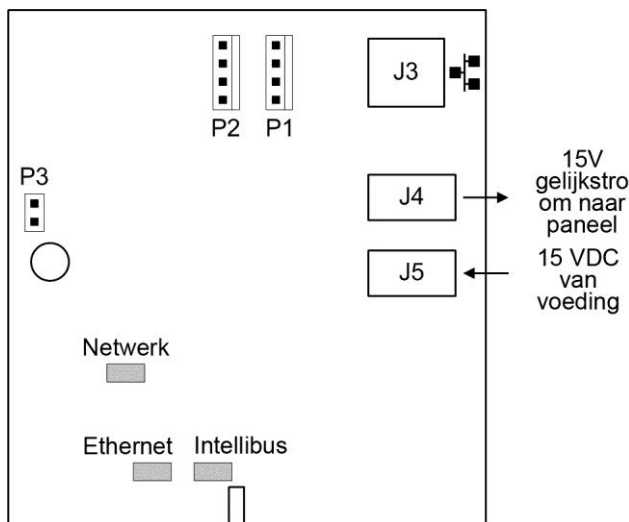 J3
P2 P1
P3
J4
15V
gelijkstro
om naar
paneel
J5
15 VDC
van
voeding
Netwerk
Ethernet Intellibus